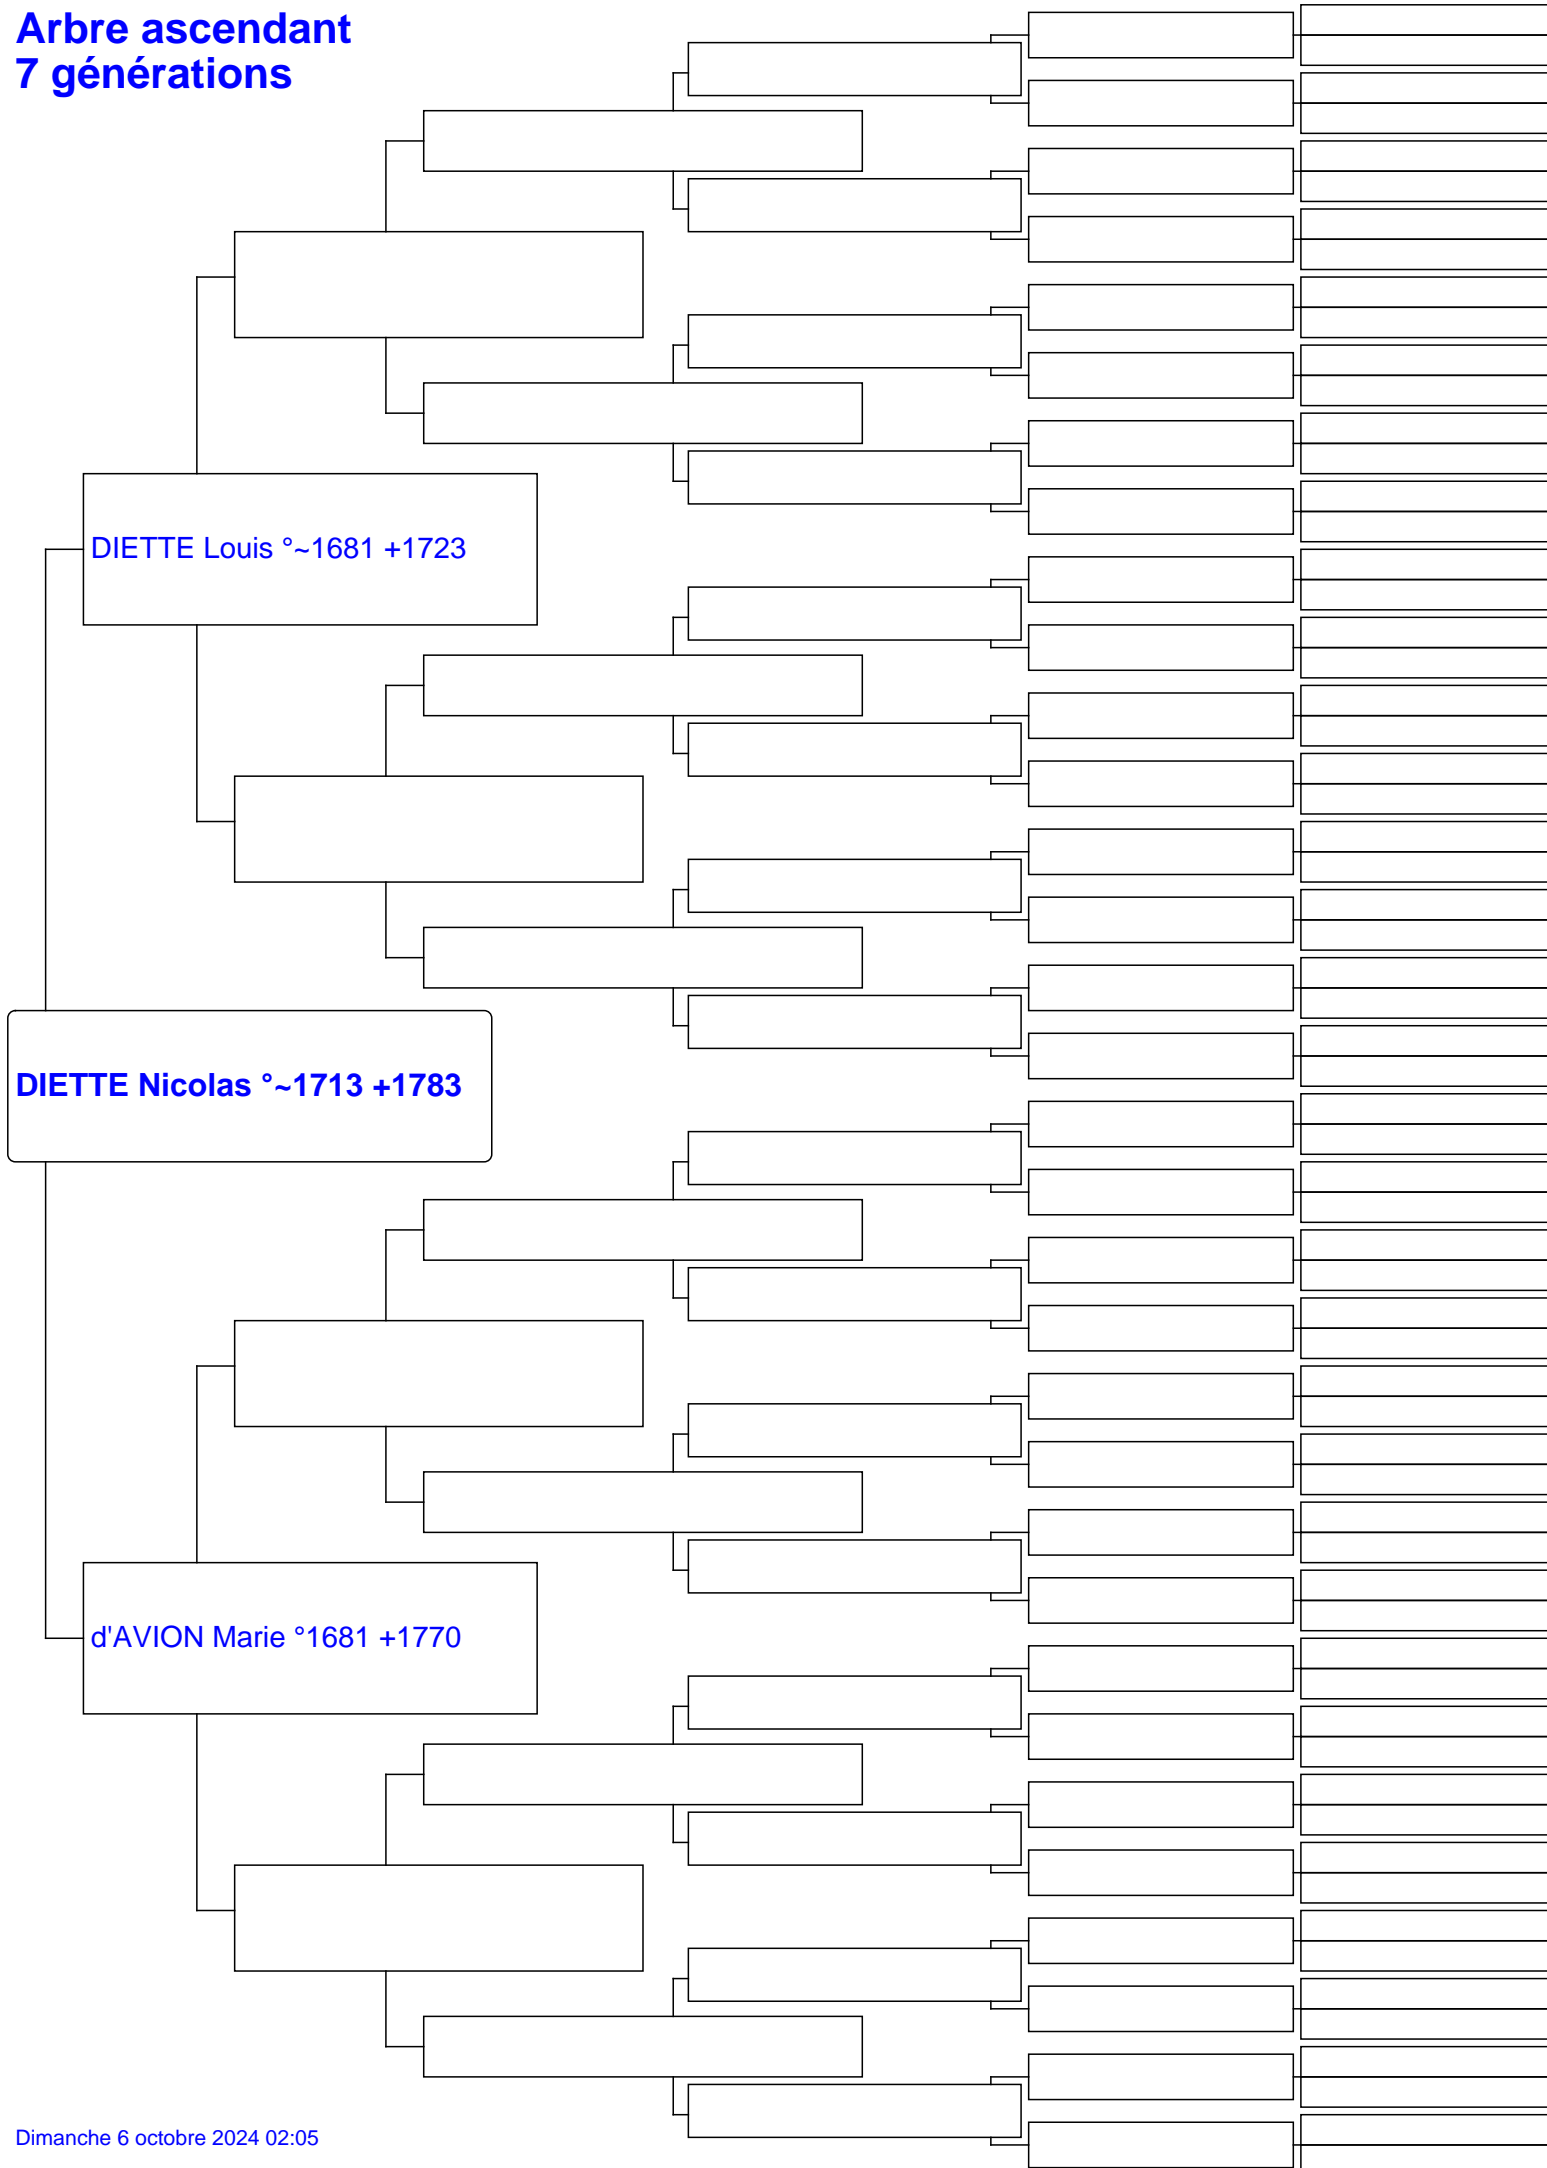 Arbre ascendant
7 générations
DIETTE Louis °~1681 +1723
DIETTE Nicolas °~1713 +1783
d'AVION Marie °1681 +1770
Dimanche 6 octobre 2024 02:05